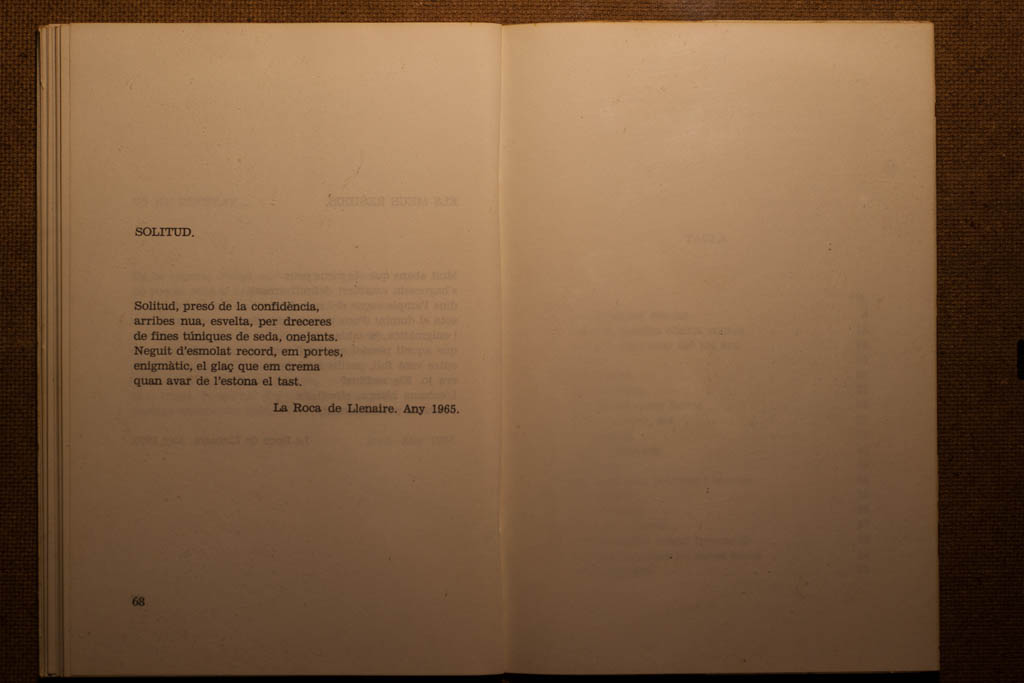 SOLITUD.
Solitud, presó de la confidència,
arribes nua, esvelta, per dreceres
de fines túniques de seda, onejants.
Neguit d'esmolat record, em portes,
enigmàtic, el glaç que em crema
quan avar de l'estona el tast.
La Roca de Llenaire. Any 1965.
68